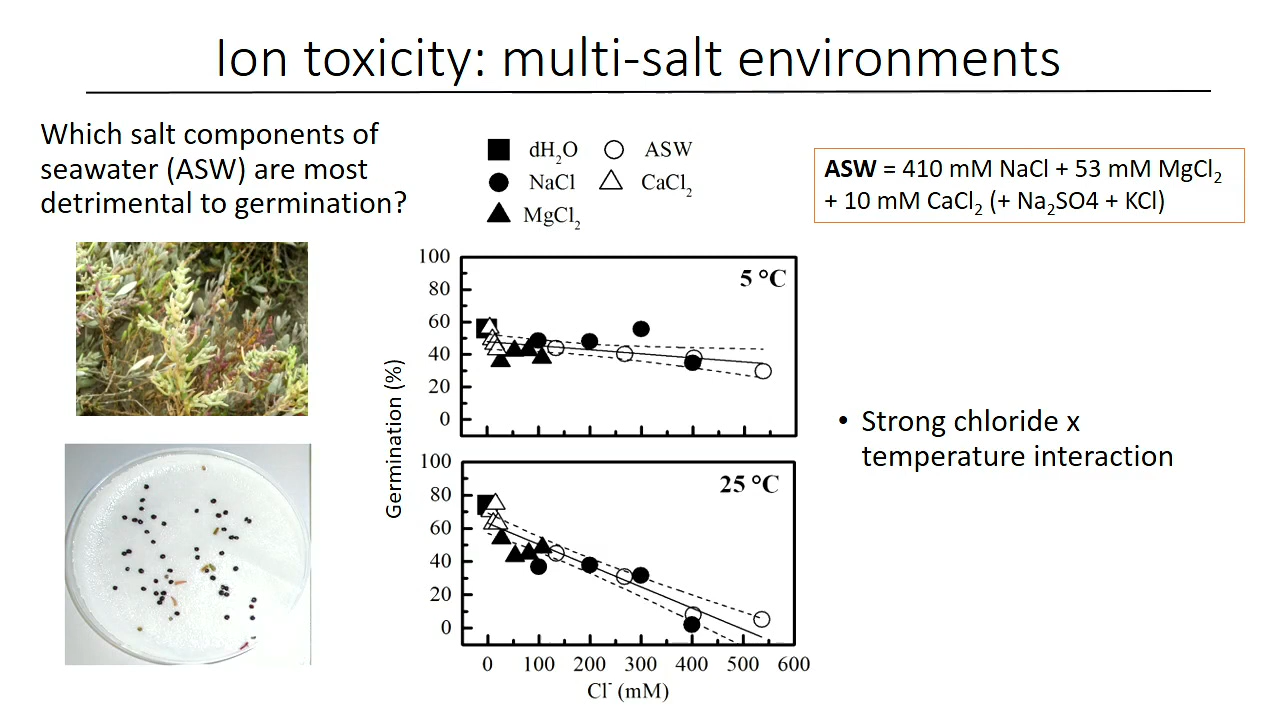 Ion toxicity: multi-salt environments
Which salt components of
seawater (ASW) are most
detrimental to germination?
dH₂O
ASW
NaCl
CaCl₂
MgCl₂
ASW = 410 mM NaCl + 53 mM MgCl₂
+ 10 mM CaCl₂ (+ Na₂SO4 + KCl)
Germination (%)
100
80
60
40
20
0
5 °C
100
80
60
40
20
0
25 °C
0 100 200 300 400 500 600
Cl⁻ (mM)
• Strong chloride x
temperature interaction